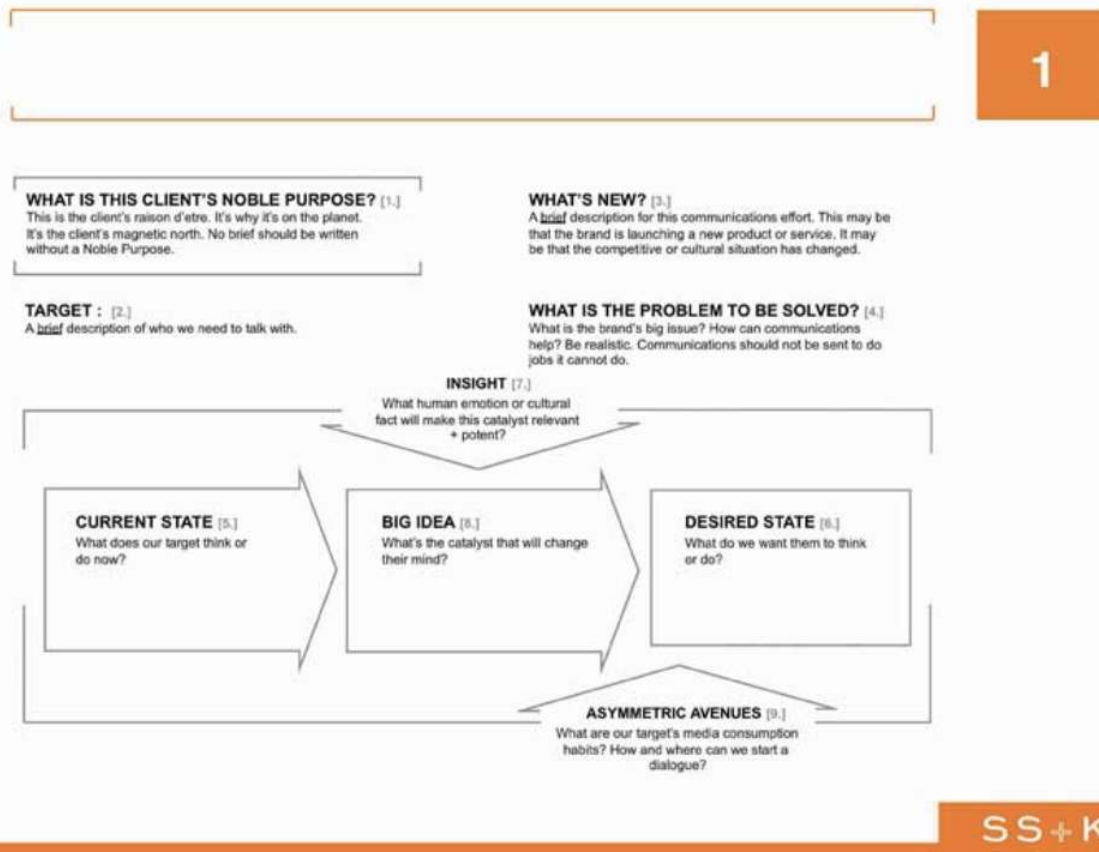 1
WHAT IS THIS CLIENT'S NOBLE PURPOSE? [1.]
This is the client's raison d'etre. It's why it's on the planet.
It's the client's magnetic north. No brief should be written
without a Noble Purpose.
WHAT'S NEW? [3.]
A brief description for this communications effort. This may be
that the brand is launching a new product or service. It may
be that the competitive or cultural situation has changed.
TARGET : [2.]
A brief description of who we need to talk with.
WHAT IS THE PROBLEM TO BE SOLVED? [4.]
What is the brand's big issue? How can communications
help? Be realistic. Communications should not be sent to do
jobs it cannot do.
INSIGHT [7.]
What human emotion or cultural
fact will make this catalyst relevant
+ potent?
CURRENT STATE [5.]
What does our target think or
do now?
BIG IDEA [8.]
What's the catalyst that will change
their mind?
DESIRED STATE [6.]
What do we want them to think
or do?
ASYMMETRIC AVENUES [9.]
What are our target's media consumption
habits? How and where can we start a
dialogue?
SS+K